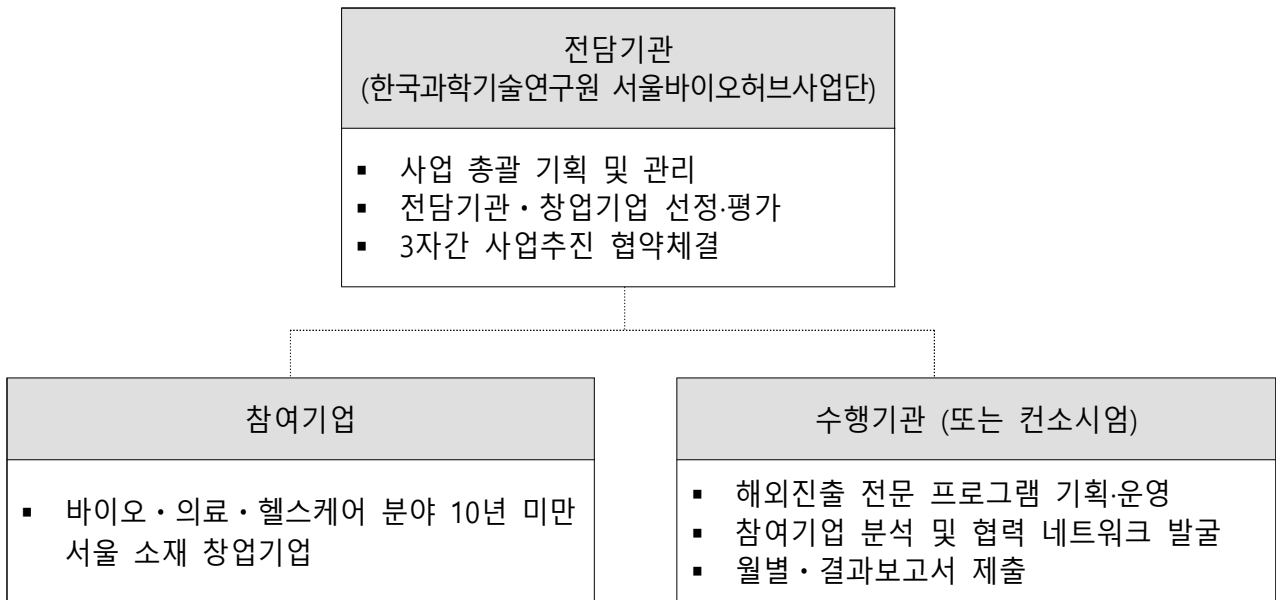 전담기관
(한국과학기술연구원 서울바이오허브사업단)
▪ 사업 총괄 기획 및 관리
▪ 전담기관・창업기업 선정·평가
▪ 3자간 사업추진 협약체결
참여기업
▪ 바이오・의료・헬스케어 분야 10년 미만
서울 소재 창업기업
수행기관 (또는 컨소시엄)
▪ 해외진출 전문 프로그램 기획·운영
▪ 참여기업 분석 및 협력 네트워크 발굴
▪ 월별・결과보고서 제출